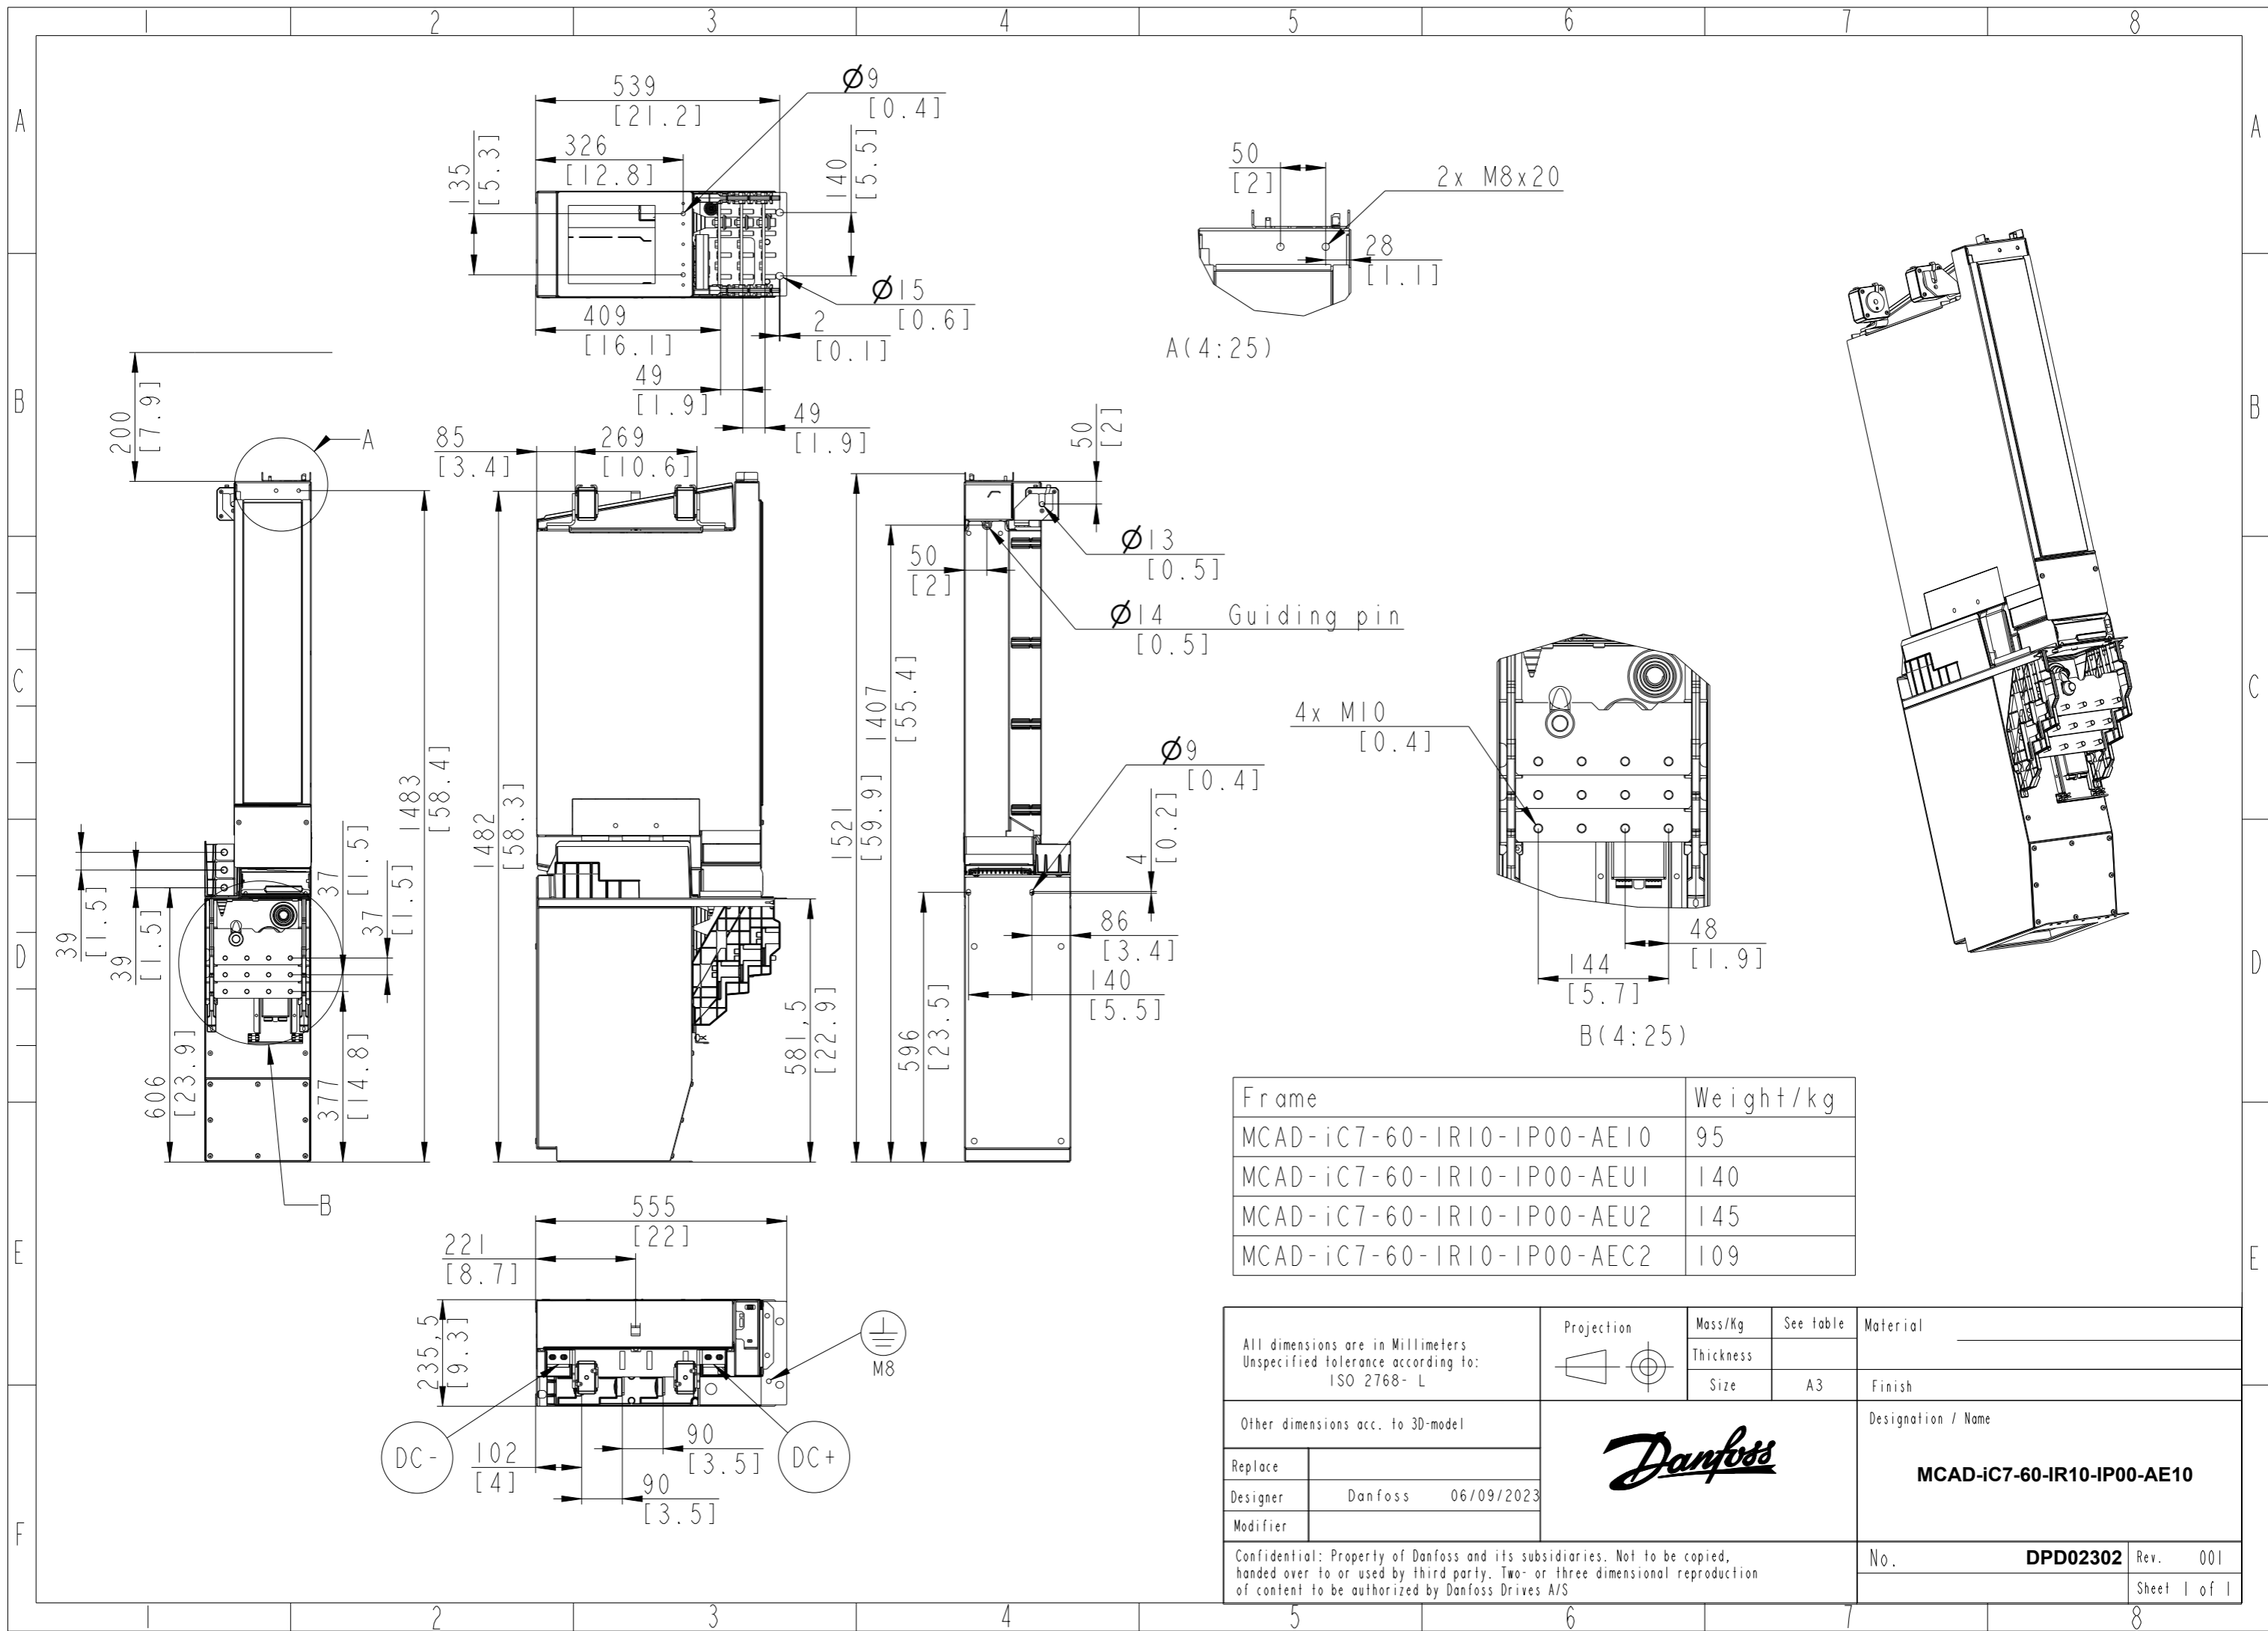 1 2 3 4 5 6 7 8
A A
B B
C C
D D
E E
F
539
[21.2]
Ø9
[0.4]
326
[12.8]
135
[5.3]
140
[5.5]
Ø15
[0.6]
409
[16.1]
2
[0.1]
49
[1.9]
49
[1.9]
50
[2]
2x M8x20
28
[1.1]
A(4:25)
200
[7.9]
A
1483
[58.4]
39
[1.5]
39
[1.5]
37
[1.5]
37
[1.5]
606
[23.9]
377
[14.8]
B
85
[3.4]
269
[10.6]
1482
[58.3]
581,5
[22.9]
50
[2]
Ø13
[0.5]
50
[2]
Ø14 Guiding pin
[0.5]
1407
[55.4]
1521
[59.9]
Ø9
[0.4]
4
[0.2]
86
[3.4]
140
[5.5]
596
[23.5]
4x M10
[0.4]
48
[1.9]
144
[5.7]
B(4:25)
555
[22]
221
[8.7]
235,5
[9.3]
M8
DC-
DC+
102
[4]
90
[3.5]
90
[3.5]
Frame Weight/kg
MCAD-iC7-60-IR10-IP00-AE10 95
MCAD-iC7-60-IR10-IP00-AEU1 140
MCAD-iC7-60-IR10-IP00-AEU2 145
MCAD-iC7-60-IR10-IP00-AEC2 109
All dimensions are in Millimeters
Unspecified tolerance according to:
ISO 2768- L
Projection
Mass/Kg See table
Thickness
Size A3
Material
Finish
Other dimensions acc. to 3D-model
Replace
Designer Danfoss 06/09/2023
Modifier
Danfoss
Designation / Name
MCAD-iC7-60-IR10-IP00-AE10
Confidential: Property of Danfoss and its subsidiaries. Not to be copied,
handed over to or used by third party. Two- or three dimensional reproduction
of content to be authorized by Danfoss Drives A/S
No. DPD02302 Rev. 001
Sheet 1 of 1
1 2 3 4 5 6 7 8